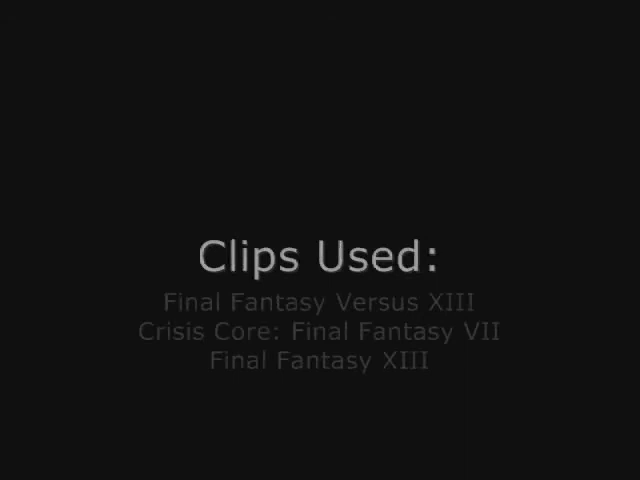 Clips Used:
Final Fantasy Versus XIII
Crisis Core: Final Fantasy VII
Final Fantasy XIII